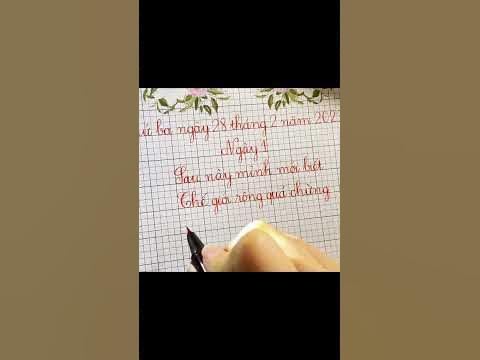 ứ ba ngày 28 tháng 2 năm 202
Ngày 1
Sau này mình mới biết
Thế giới rộng quá chừng